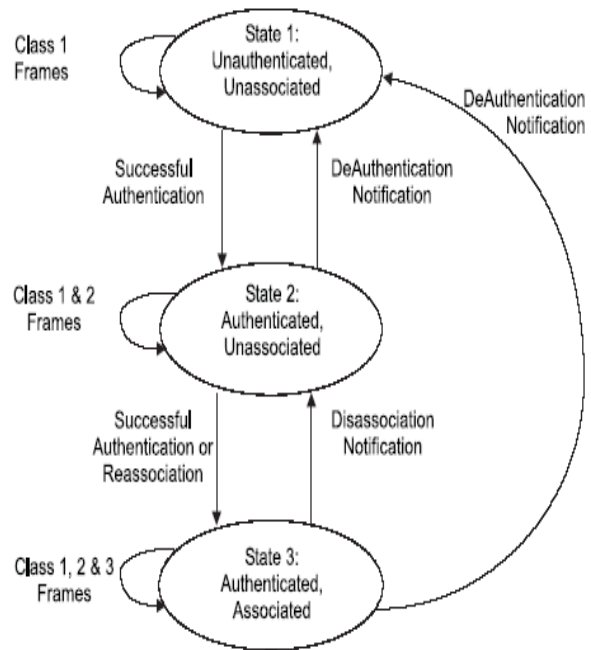 State 1:
Unauthenticated,
Unassociated
Class 1
Frames
DeAuthentication
Notification
Successful
Authentication
DeAuthentication
Notification
State 2:
Authenticated,
Unassociated
Class 1 & 2
Frames
Successful
Authentication or
Reassociation
Disassociation
Notification
State 3:
Authenticated,
Associated
Class 1, 2 & 3
Frames